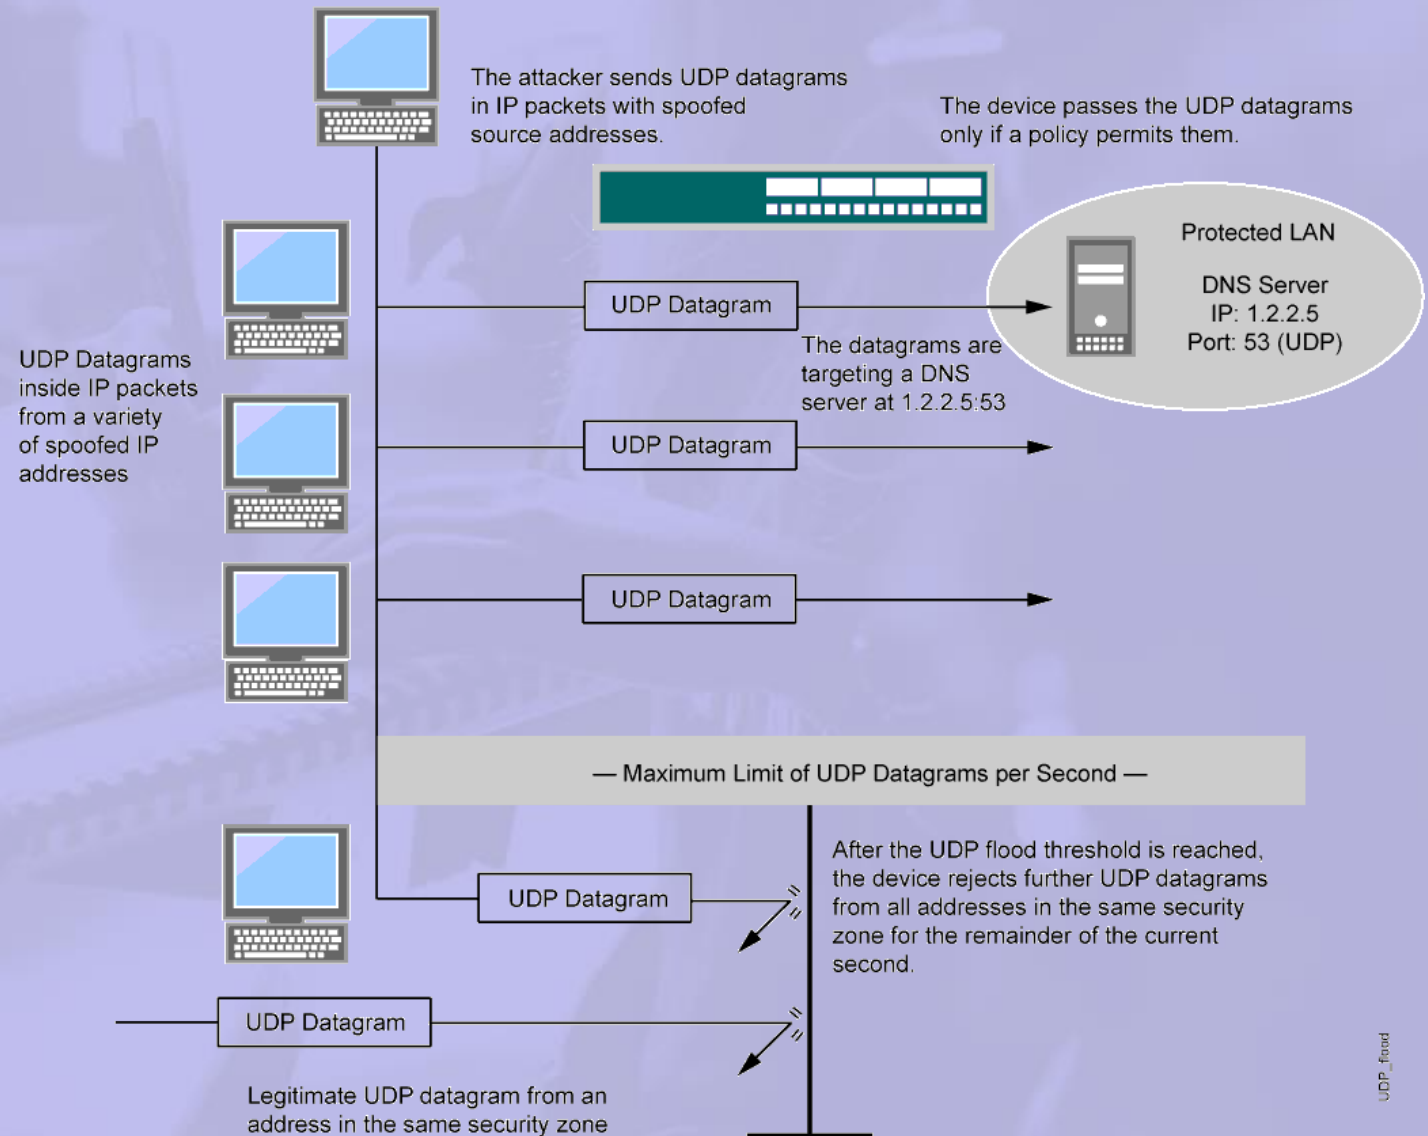 The attacker sends UDP datagrams
in IP packets with spoofed
source addresses.
The device passes the UDP datagrams
only if a policy permits them.
Protected LAN
DNS Server
IP: 1.2.2.5
Port: 53 (UDP)
UDP Datagram
The datagrams are
targeting a DNS
server at 1.2.2.5:53
UDP Datagrams
inside IP packets
from a variety
of spoofed IP
addresses
UDP Datagram
UDP Datagram
— Maximum Limit of UDP Datagrams per Second —
After the UDP flood threshold is reached,
the device rejects further UDP datagrams
from all addresses in the same security
zone for the remainder of the current
second.
UDP Datagram
UDP Datagram
Legitimate UDP datagram from an
address in the same security zone
UDP_flood